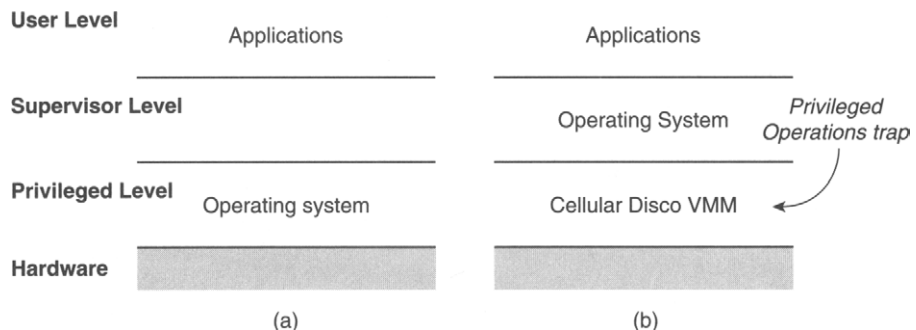 User Level
Applications
Applications
Supervisor Level
Operating System
Privileged
Operations trap
Privileged Level
Operating system
Cellular Disco VMM
Hardware
(a)
(b)